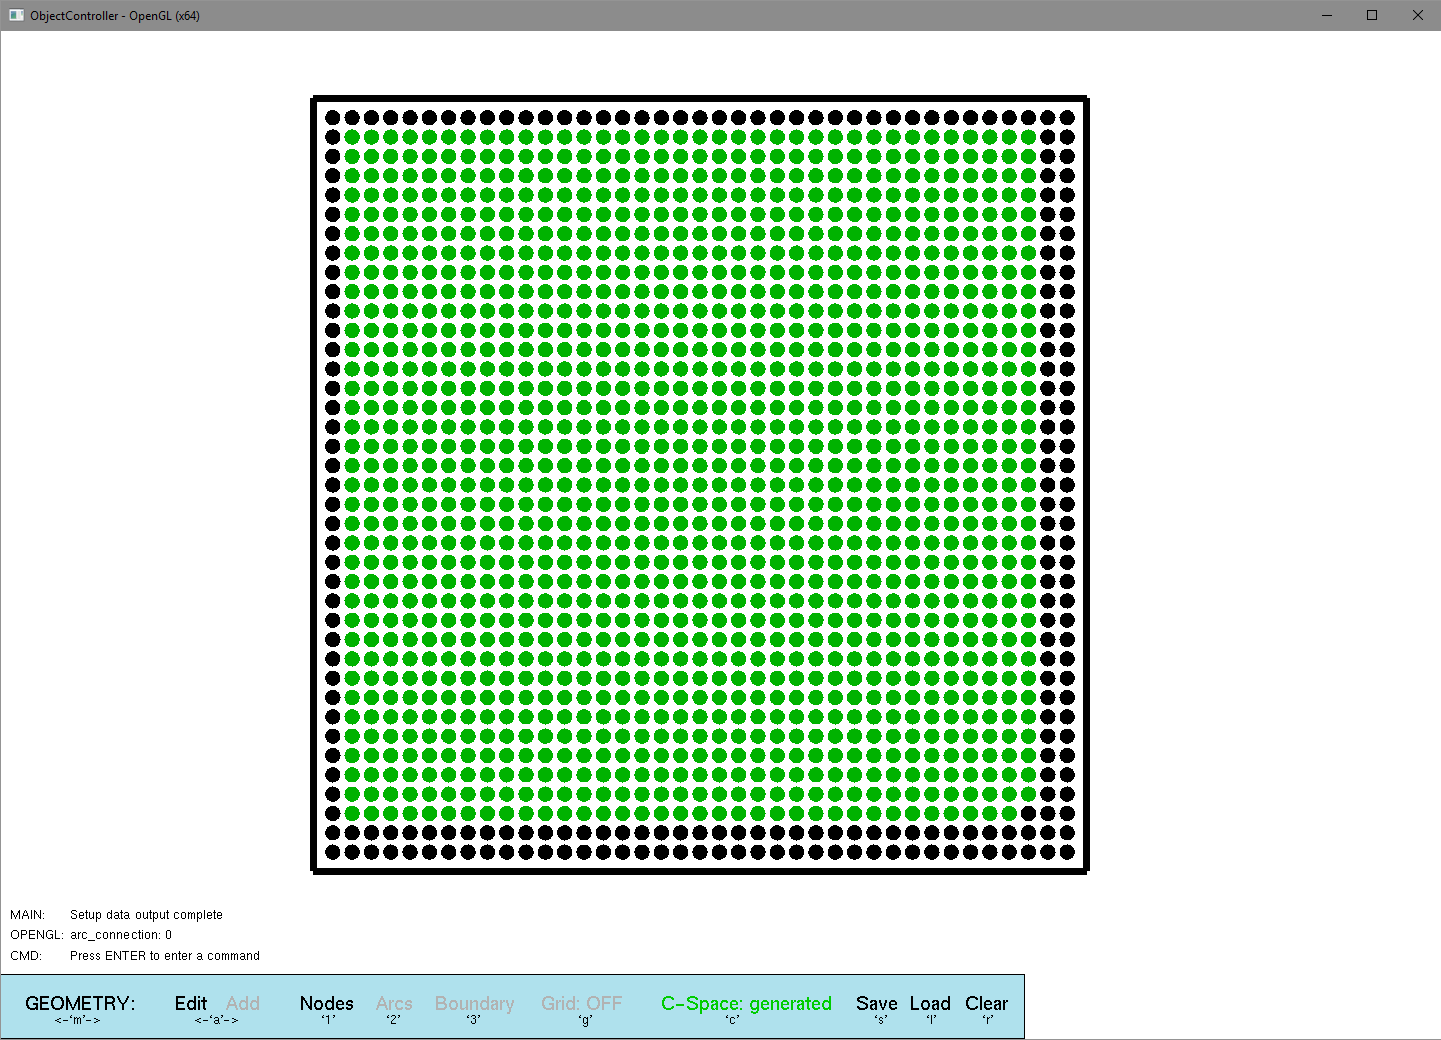 ObjectController - OpenGL (x64)
MAIN: Setup data output complete
OPENGL: arc_connection: 0
CMD: Press ENTER to enter a command
GEOMETRY: Edit Add Nodes Arcs Boundary Grid: OFF C-Space: generated Save Load Clear
<-'m'-> <-'a'-> '1' '2' '3' 'g' 'c' 's' 'l' 'r'